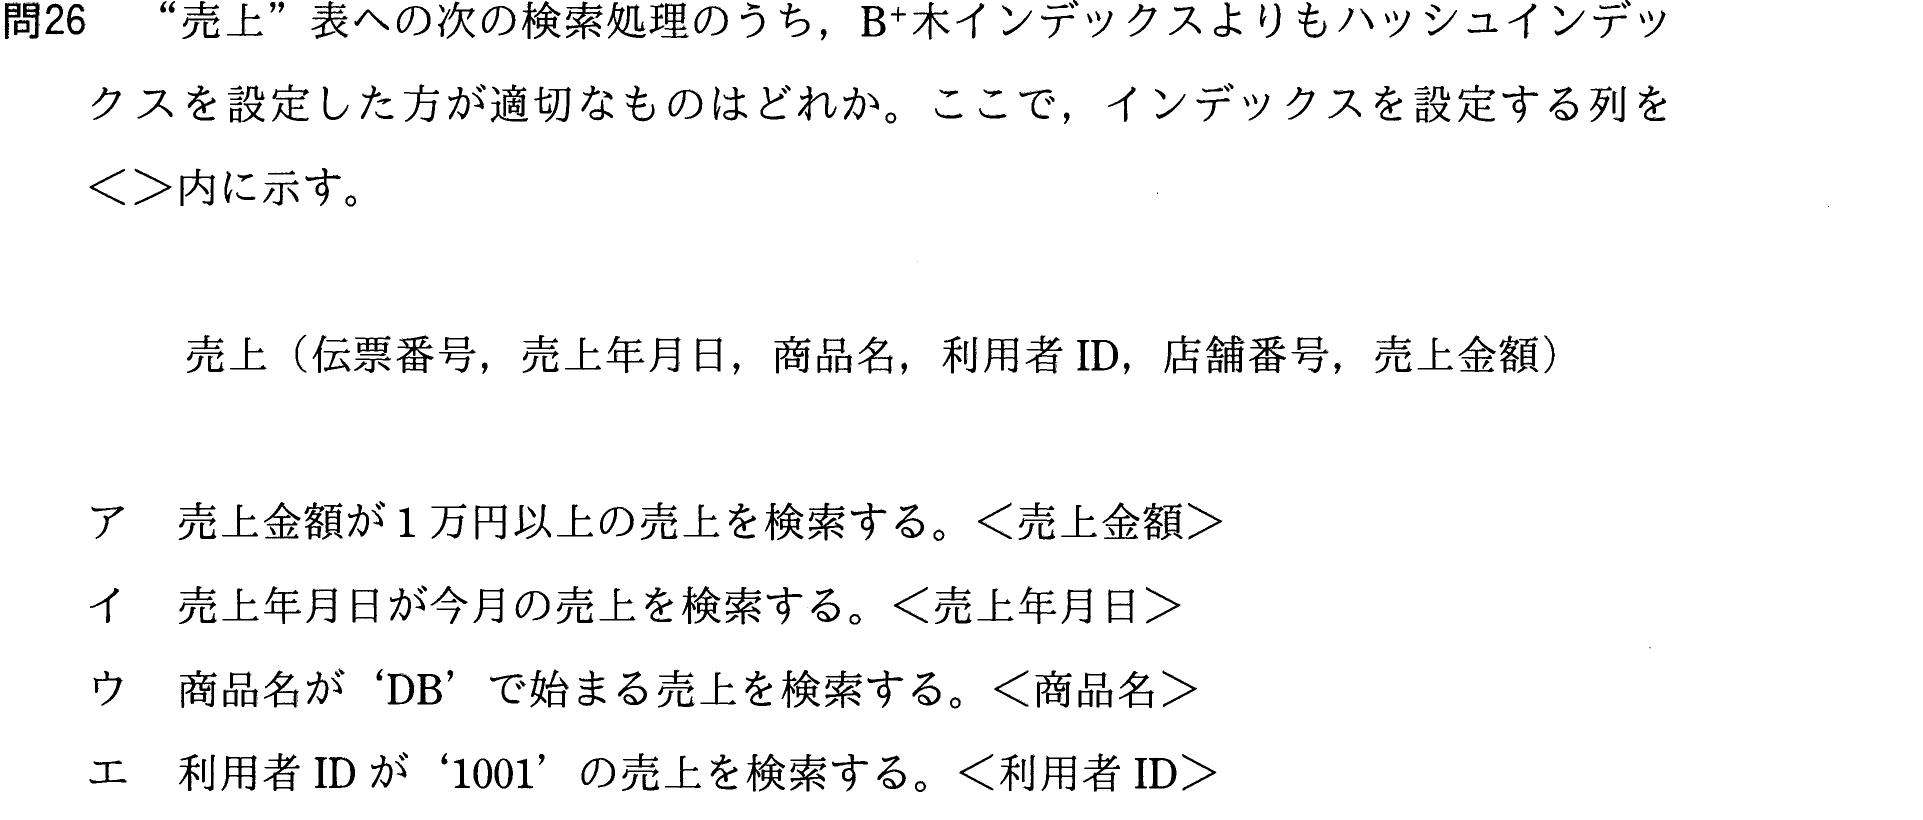 問26 “売上”表への次の検索処理のうち，B+木インデックスよりもハッシュインデッ
クスを設定した方が適切なものはどれか。ここで，インデックスを設定する列を
＜＞内に示す。
売上（伝票番号，売上年月日，商品名，利用者 ID，店舗番号，売上金額）
ア 売上金額が1万円以上の売上を検索する。＜売上金額＞
イ 売上年月日が今月の売上を検索する。＜売上年月日＞
ウ 商品名が‘DB’で始まる売上を検索する。＜商品名＞
エ 利用者 ID が‘1001’の売上を検索する。＜利用者 ID＞